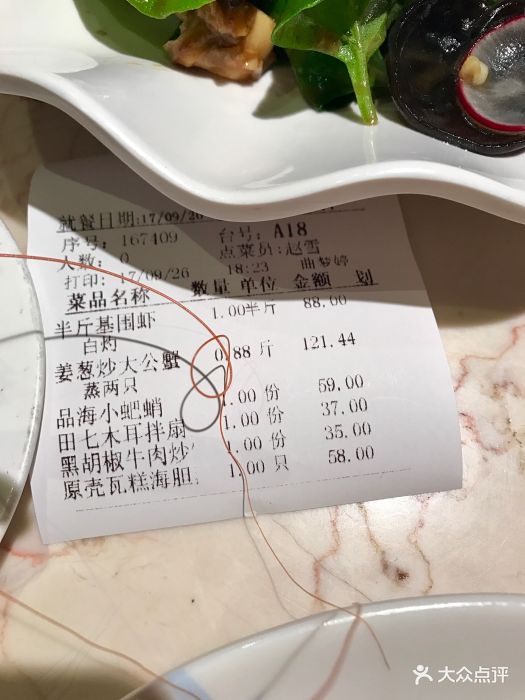 就餐日期:17/09/26
序号: 167409 台号: A18
人数: 0 点菜员:赵雪
打印: 17/09/26 18:23 曲梦婷
菜品名称 数量 单位 金额 划
半斤基围虾 1.00半斤 88.00
白灼
姜葱炒大公蟹 0.88 斤 121.44
蒸两只
品海小蚆蛸 1.00 份 59.00
田七木耳拌扇 1.00 份 37.00
黑胡椒牛肉炒 1.00 份 35.00
原壳瓦糕海胆 1.00 只 58.00
大众点评